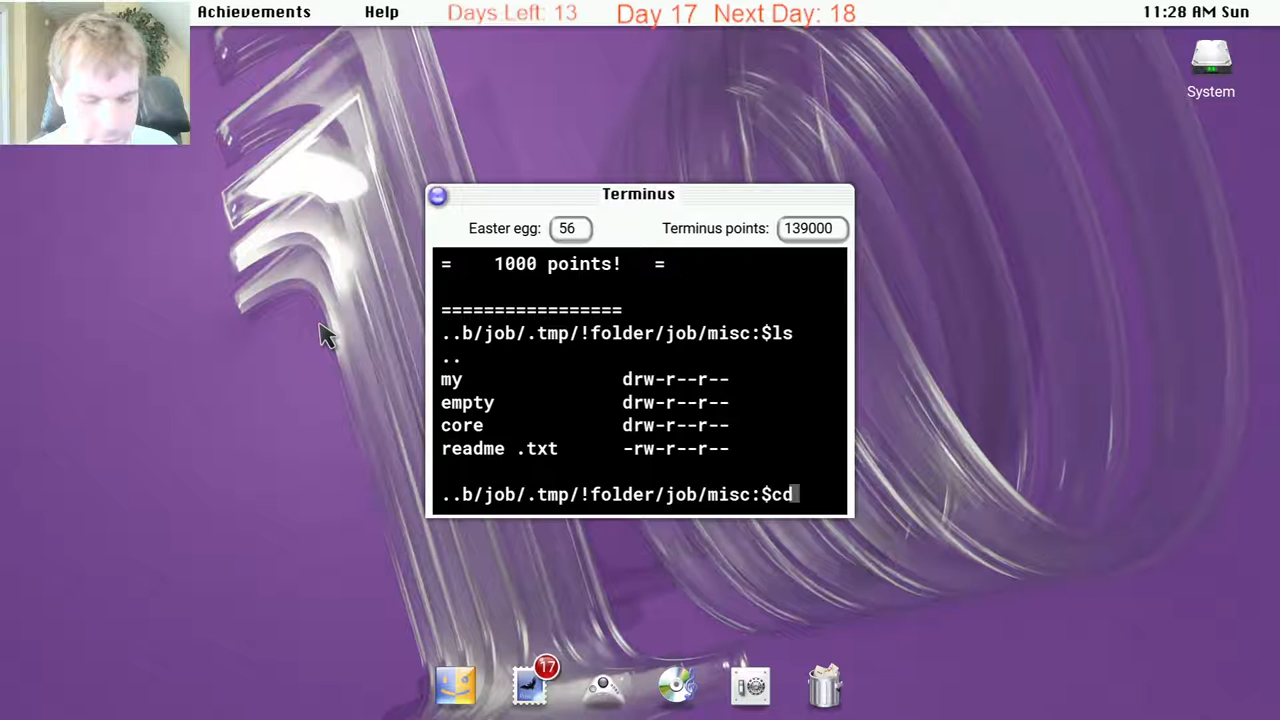 Achievements Help Days Left: 13 Day 17 Next Day: 18 11:28 AM Sun
System
Terminus
Easter egg: 56 Terminus points: 139000
= 1000 points! =
=================
..b/job/.tmp/!folder/job/misc:$ls
..
my drw-r--r--
empty drw-r--r--
core drw-r--r--
readme .txt -rw-r--r--
..b/job/.tmp/!folder/job/misc:$cd
17